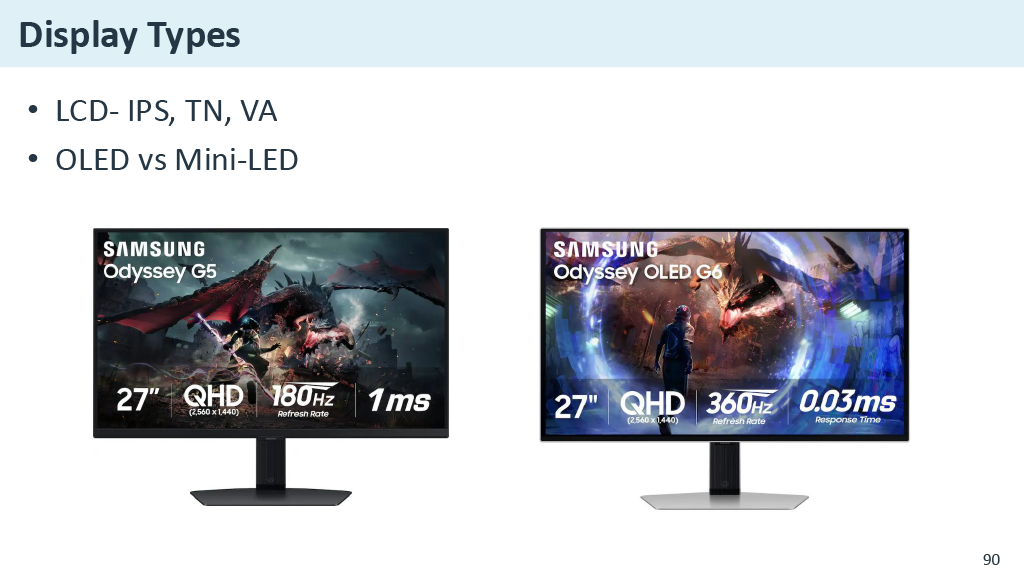 Display Types
• LCD- IPS, TN, VA
• OLED vs Mini-LED
SAMSUNG
Odyssey G5
27" QHD 180Hz 1ms
(2,560 x 1,440) Refresh Rate
SAMSUNG
Odyssey OLED G6
27" QHD 360Hz 0.03ms
(2,560 x 1,440) Refresh Rate Response Time
90